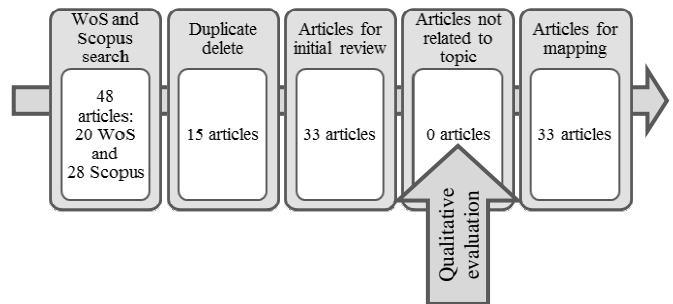 WoS and
Scopus
search
48
articles:
20 WoS
and
28 Scopus
Duplicate
delete
15 articles
Articles for
initial review
33 articles
Articles not
related to
topic
0 articles
Qualitative
evaluation
Articles for
mapping
33 articles